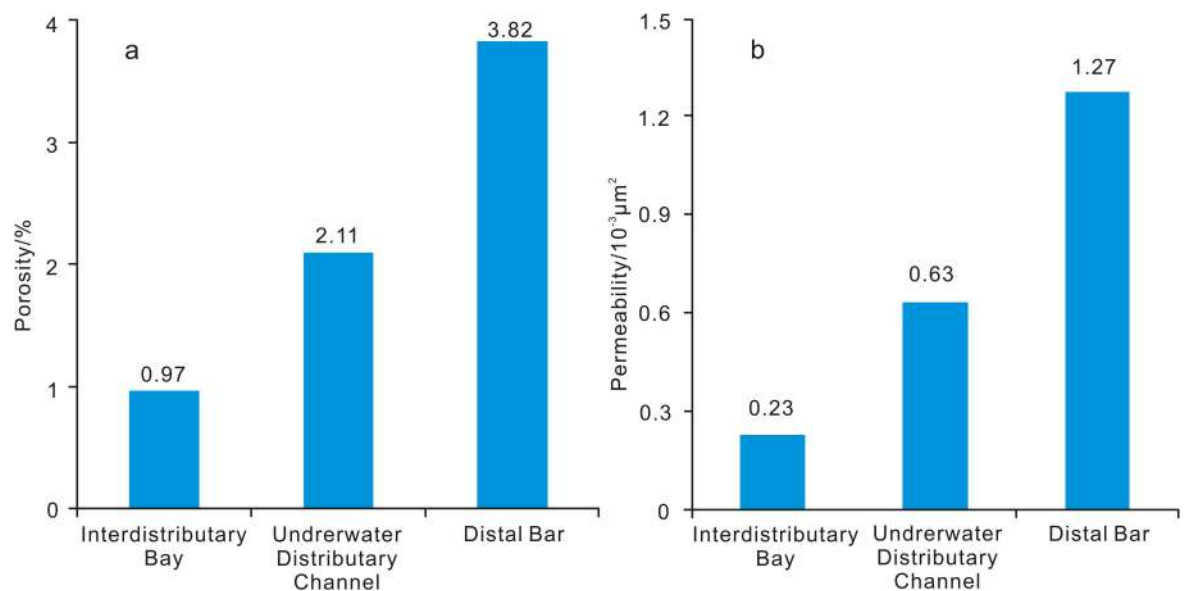 a
Porosity/%
4
3
2
1
0
0.97
2.11
3.82
Interdistributary
Bay
Undrerwater
Distributary
Channel
Distal Bar
b
Permeability/10⁻³μm²
1.5
1.2
0.9
0.6
0.3
0
0.23
0.63
1.27
Interdistributary
Bay
Undrerwater
Distributary
Channel
Distal Bar